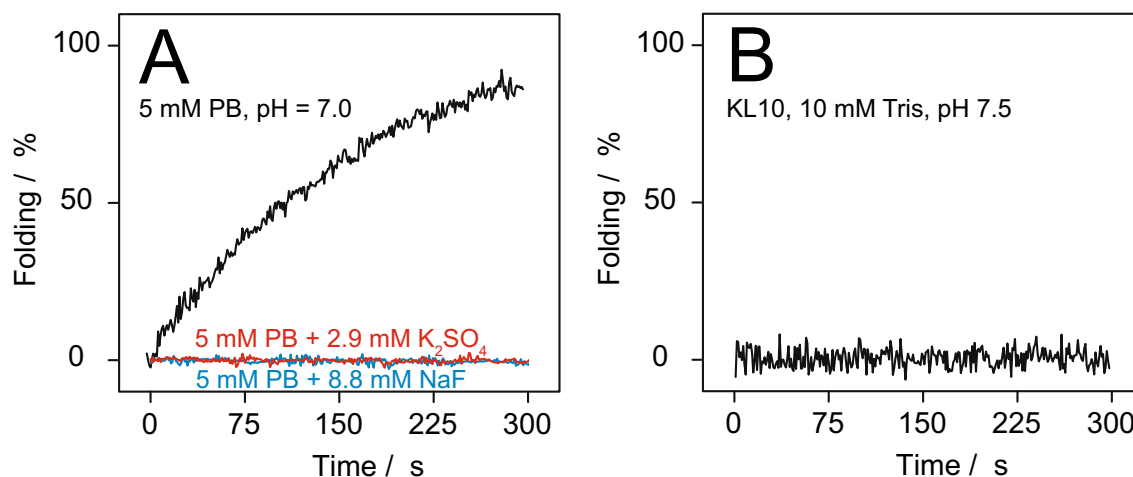 A
5 mM PB, pH = 7.0
100
50
0
Folding / %
5 mM PB + 2.9 mM K₂SO₄
5 mM PB + 8.8 mM NaF
0 75 150 225 300
Time / s
B
KL10, 10 mM Tris, pH 7.5
100
50
0
Folding / %
0 75 150 225 300
Time / s